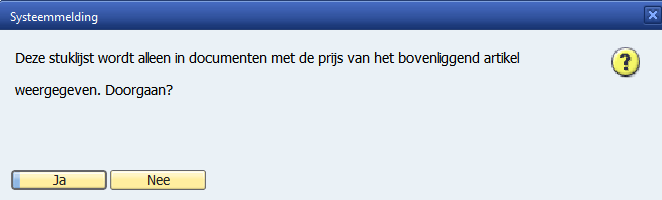 Systeemmelding
Deze stuklijst wordt alleen in documenten met de prijs van het bovenliggend artikel
weergegeven. Doorgaan?
Ja Nee